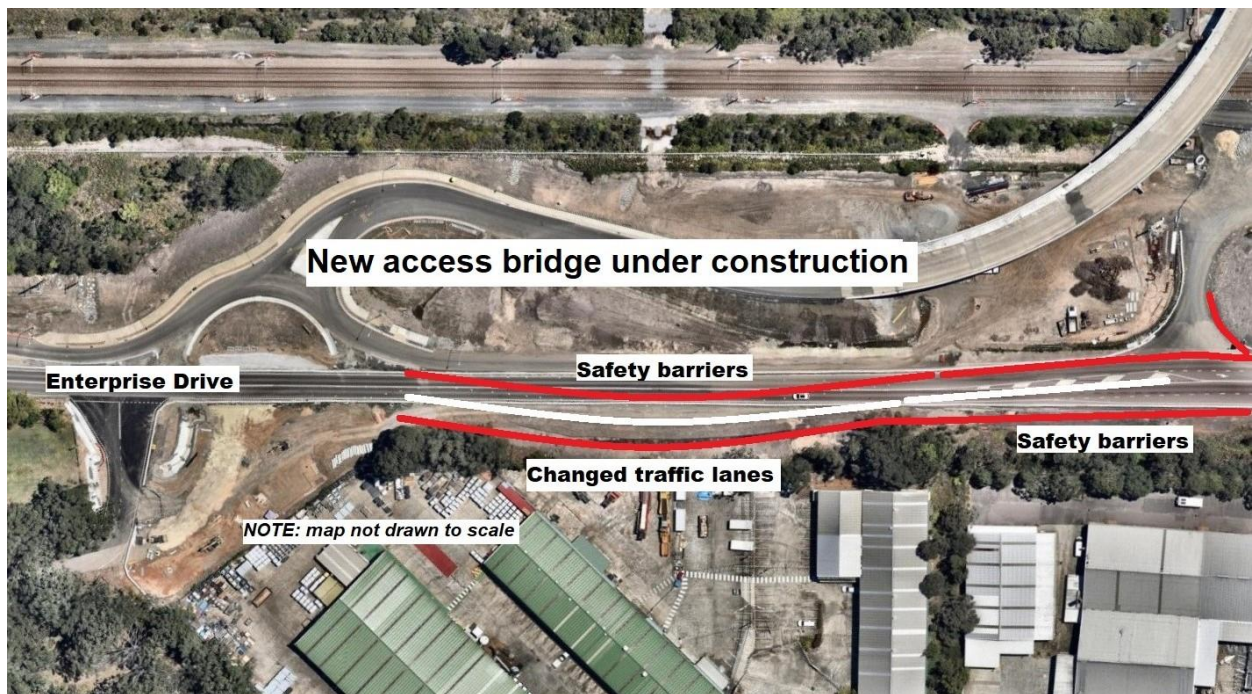 New access bridge under construction
Safety barriers
Enterprise Drive
Safety barriers
Changed traffic lanes
NOTE: map not drawn to scale